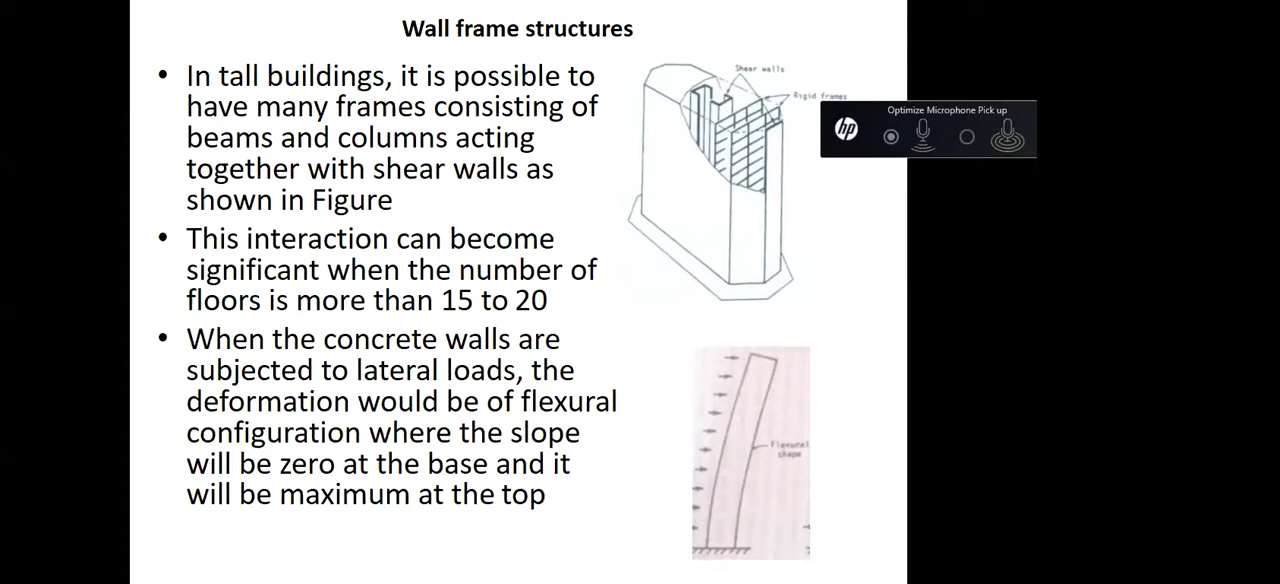 Wall frame structures
• In tall buildings, it is possible to
have many frames consisting of
beams and columns acting
together with shear walls as
shown in Figure
• This interaction can become
significant when the number of
floors is more than 15 to 20
• When the concrete walls are
subjected to lateral loads, the
deformation would be of flexural
configuration where the slope
will be zero at the base and it
will be maximum at the top
Shear walls
Rigid frames
Optimize Microphone Pick up
hp
Flexural
shape